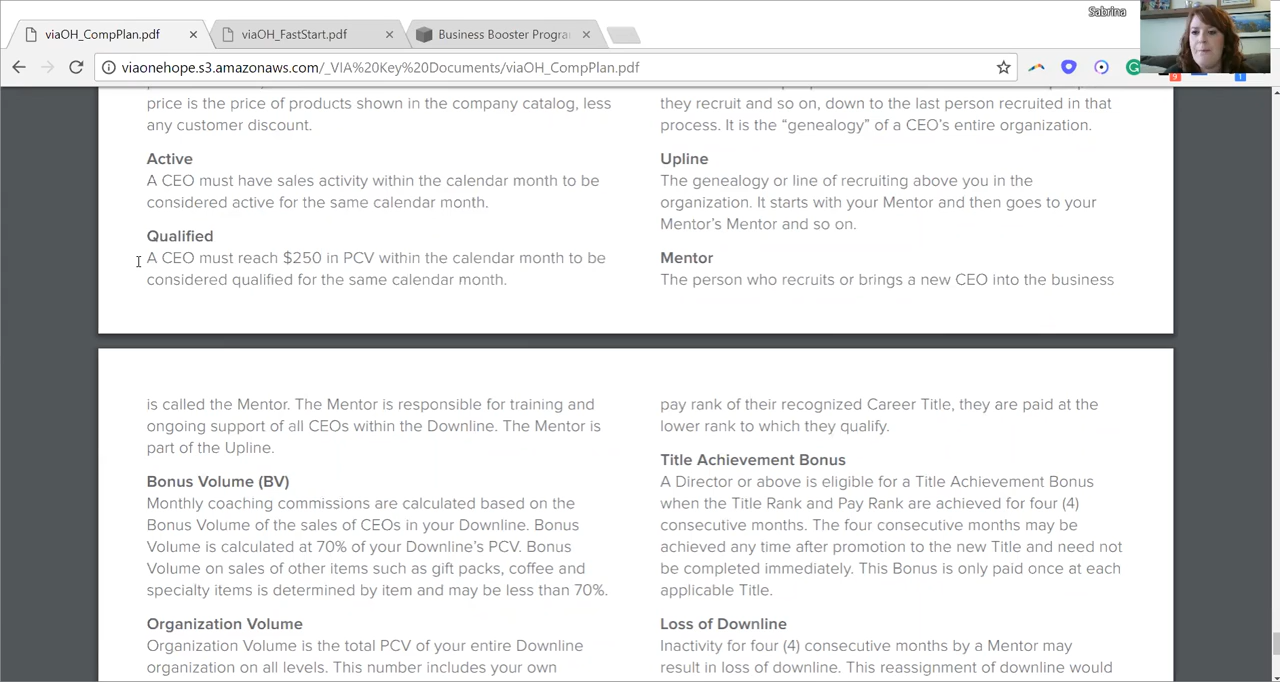 Sabrina
viaOH_CompPlan.pdf
viaOH_FastStart.pdf
Business Booster Progra
viaonehope.s3.amazonaws.com/_VIA%20Key%20Documents/viaOH_CompPlan.pdf
9
1
price is the price of products shown in the company catalog, less
any customer discount.
Active
A CEO must have sales activity within the calendar month to be
considered active for the same calendar month.
Qualified
A CEO must reach $250 in PCV within the calendar month to be
considered qualified for the same calendar month.
they recruit and so on, down to the last person recruited in that
process. It is the “genealogy” of a CEO’s entire organization.
Upline
The genealogy or line of recruiting above you in the
organization. It starts with your Mentor and then goes to your
Mentor’s Mentor and so on.
Mentor
The person who recruits or brings a new CEO into the business
is called the Mentor. The Mentor is responsible for training and
ongoing support of all CEOs within the Downline. The Mentor is
part of the Upline.
Bonus Volume (BV)
Monthly coaching commissions are calculated based on the
Bonus Volume of the sales of CEOs in your Downline. Bonus
Volume is calculated at 70% of your Downline’s PCV. Bonus
Volume on sales of other items such as gift packs, coffee and
specialty items is determined by item and may be less than 70%.
Organization Volume
Organization Volume is the total PCV of your entire Downline
organization on all levels. This number includes your own
pay rank of their recognized Career Title, they are paid at the
lower rank to which they qualify.
Title Achievement Bonus
A Director or above is eligible for a Title Achievement Bonus
when the Title Rank and Pay Rank are achieved for four (4)
consecutive months. The four consecutive months may be
achieved any time after promotion to the new Title and need not
be completed immediately. This Bonus is only paid once at each
applicable Title.
Loss of Downline
Inactivity for four (4) consecutive months by a Mentor may
result in loss of downline. This reassignment of downline would